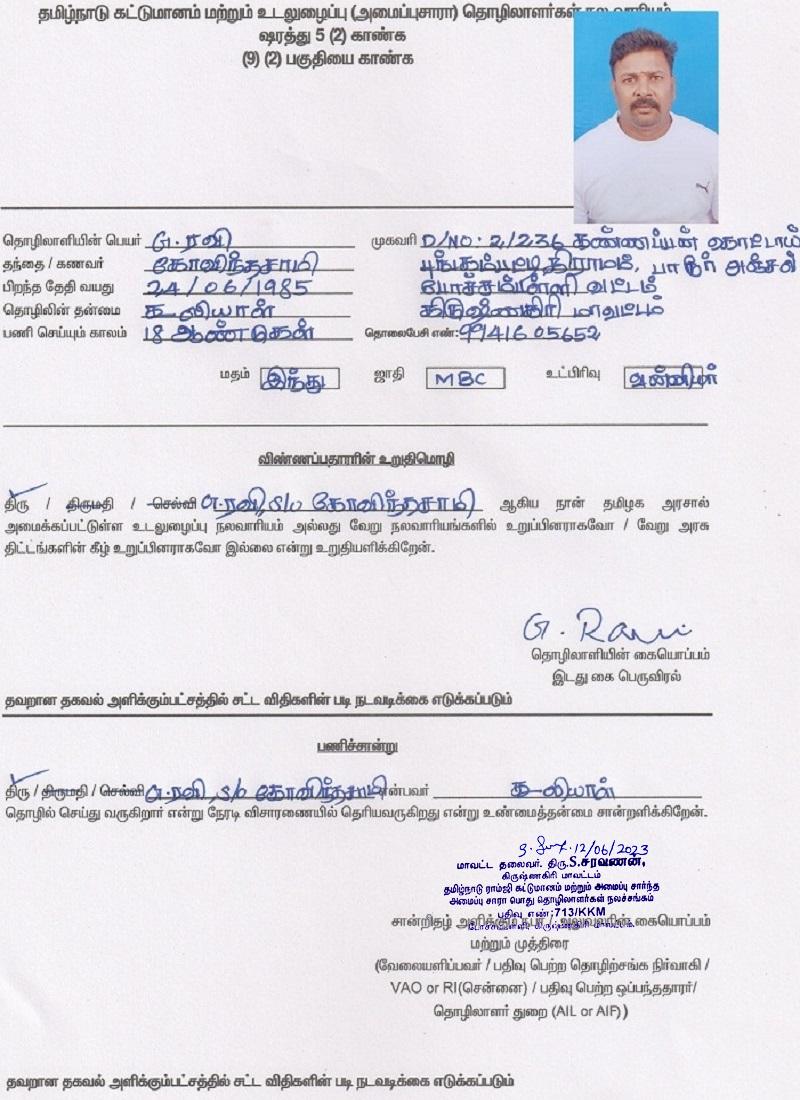 தமிழ்நாடு கட்டுமானம் மற்றும் உடலுழைப்பு (அமைப்புசாரா) தொழிலாளர்கள் நல வாரியம்
ஷரத்து 5 (2) காண்க
(9) (2) பகுதியை காண்க
தொழிலாளியின் பெயர் G. ரவி
முகவரி D/NO: 2/236 கண்ணப்பன் கொட்டாய்
தந்தை / கணவர் கோவிந்தசாமி
கிராமம், பாரூர் அஞ்சல்
பிறந்த தேதி வயது 24/06/1985
போச்சம்பள்ளி வட்டம்
தொழிலின் தன்மை கூலியாள்
கிருஷ்ணகிரி மாவட்டம்
பணி செய்யும் காலம் 18 ஆண்டுகள்
தொலைபேசி எண்: 9941605652
மதம் இந்து ஜாதி MBC உட்பிரிவு வன்னியர்
விண்ணப்பதாரரின் உறுதிமொழி
திரு / திருமதி / செல்வி G. ரவி, S/o கோவிந்தசாமி ஆகிய நான் தமிழக அரசால்
அமைக்கப்பட்டுள்ள உடலுழைப்பு நலவாரியம் அல்லது வேறு நலவாரியங்களில் உறுப்பினராகவோ / வேறு அரசு
திட்டங்களின் கீழ் உறுப்பினராகவோ இல்லை என்று உறுதியளிக்கிறேன்.
G. Ravi
தொழிலாளியின் கையொப்பம்
இடது கை பெருவிரல்
தவறான தகவல் அளிக்கும்பட்சத்தில் சட்ட விதிகளின் படி நடவடிக்கை எடுக்கப்படும்
பணிச்சான்று
திரு / திருமதி / செல்வி G. ரவி, S/o கோவிந்தசாமி என்பவர் கூலியாள்
தொழில் செய்து வருகிறார் என்று நேரடி விசாரணையில் தெரியவருகிறது என்று உண்மைத்தன்மை சான்றளிக்கிறேன்.
12/06/2023
மாவட்ட தலைவர். திரு.S.சரவணன்,
கிருஷ்ணகிரி மாவட்டம்
தமிழ்நாடு ராம்ஜி கட்டுமானம் மற்றும் அமைப்பு சார்ந்த
அமைப்பு சாரா பொது தொழிலாளர்கள் நலச்சங்கம்
பதிவு எண்:713/KKM
சான்றிதழ் அளிக்கும் நபர் / அலுவலரின் கையொப்பம்
போச்சம்பள்ளி, கிருஷ்ணகிரி மாவட்டம்.
மற்றும் முத்திரை
(வேலையளிப்பவர் / பதிவு பெற்ற தொழிற்சங்க நிர்வாகி /
VAO or RI(சென்னை) / பதிவு பெற்ற ஒப்பந்ததாரர்/
தொழிலாளர் துறை (AIL or AIF))
தவறான தகவல் அளிக்கும்பட்சத்தில் சட்ட விதிகளின் படி நடவடிக்கை எடுக்கப்படும்